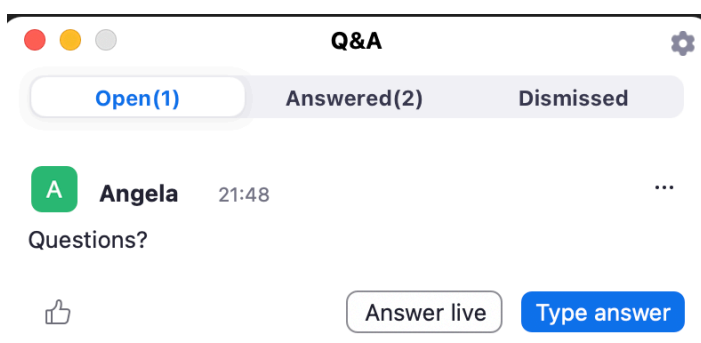 Q&A
Open(1) Answered(2) Dismissed
A Angela 21:48 ...
Questions?
Answer live Type answer